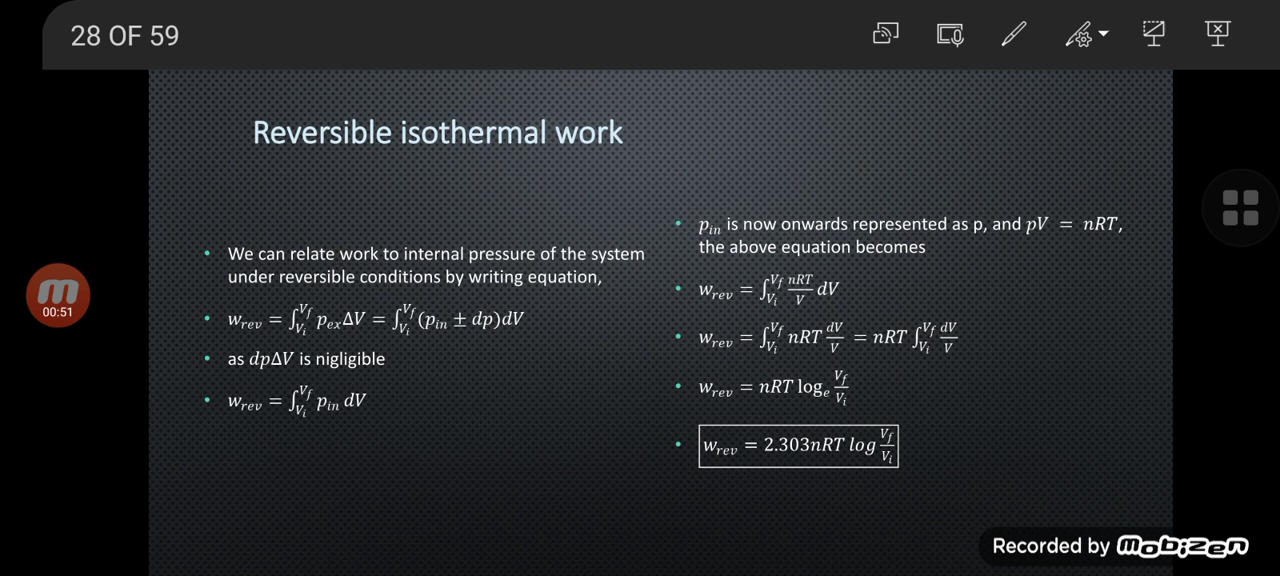 28 OF 59
Reversible isothermal work
• We can relate work to internal pressure of the system
under reversible conditions by writing equation,
• w_rev = ∫_{V_i}^{V_f} p_ex ΔV = ∫_{V_i}^{V_f} (p_in ± dp)dV
• as dpΔV is nigligible
• w_rev = ∫_{V_i}^{V_f} p_in dV
• p_in is now onwards represented as p, and pV = nRT,
the above equation becomes
• w_rev = ∫_{V_i}^{V_f} nRT/V dV
• w_rev = ∫_{V_i}^{V_f} nRT dV/V = nRT ∫_{V_i}^{V_f} dV/V
• w_rev = nRT log_e V_f/V_i
• w_rev = 2.303nRT log V_f/V_i
00:51
Recorded by Mobizen